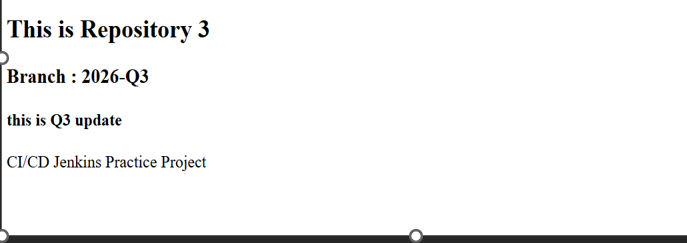 This is Repository 3
Branch : 2026-Q3
this is Q3 update
CI/CD Jenkins Practice Project